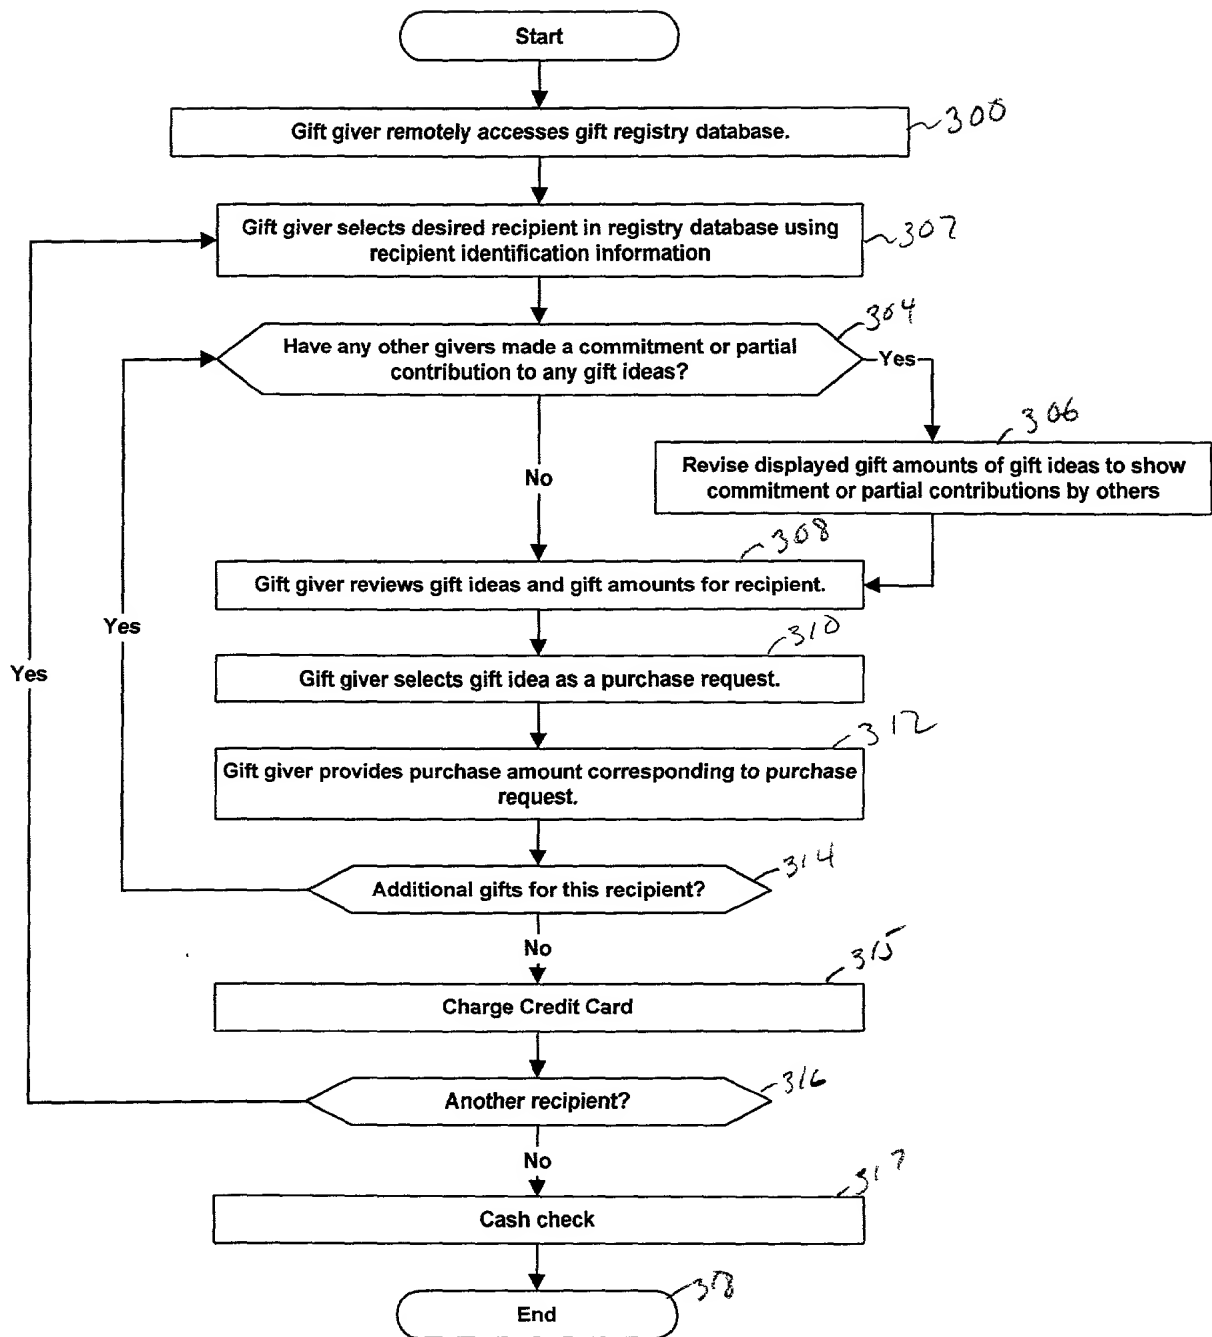 Start
Gift giver remotely accesses gift registry database.
300
Gift giver selects desired recipient in registry database using
recipient identification information
302
304
Have any other givers made a commitment or partial
contribution to any gift ideas?
Yes
306
Revise displayed gift amounts of gift ideas to show
commitment or partial contributions by others
No
308
Gift giver reviews gift ideas and gift amounts for recipient.
Yes
310
Yes
Gift giver selects gift idea as a purchase request.
312
Gift giver provides purchase amount corresponding to purchase
request.
314
Additional gifts for this recipient?
No
315
Charge Credit Card
316
Another recipient?
No
317
Cash check
318
End